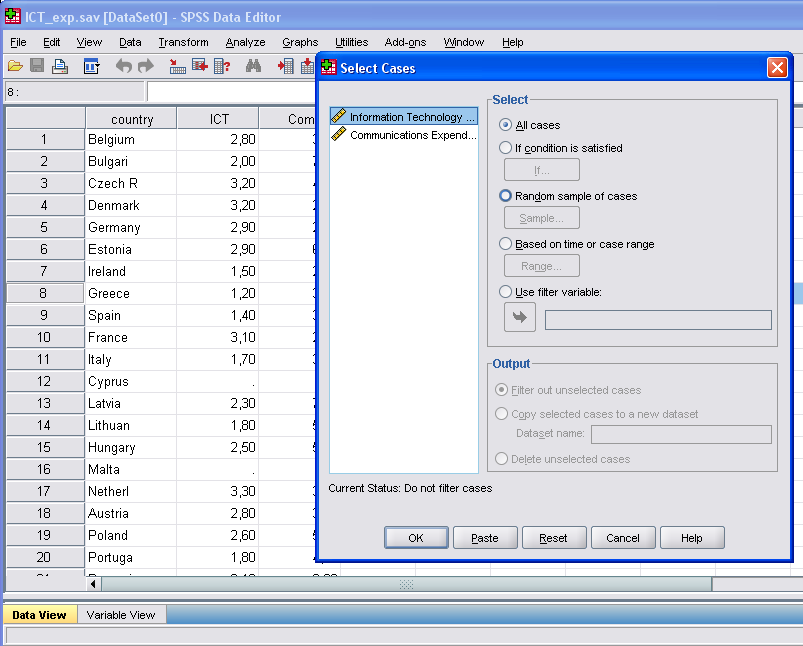 ICT_exp.sav [DataSet0] - SPSS Data Editor
File Edit View Data Transform Analyze Graphs Utilities Add-ons Window Help
8 :
country ICT Com
1 Belgium 2,80
2 Bulgari 2,00
3 Czech R 3,20
4 Denmark 3,20
5 Germany 2,90
6 Estonia 2,90
7 Ireland 1,50
8 Greece 1,20
9 Spain 1,40
10 France 3,10
11 Italy 1,70
12 Cyprus .
13 Latvia 2,30
14 Lithuan 1,80
15 Hungary 2,50
16 Malta .
17 Netherl 3,30
18 Austria 2,80
19 Poland 2,60
20 Portuga 1,80
Data View Variable View
Select Cases
Information Technology ...
Communications Expend...
Select
All cases
If condition is satisfied
If...
Random sample of cases
Sample...
Based on time or case range
Range...
Use filter variable:
Output
Filter out unselected cases
Copy selected cases to a new dataset
Dataset name:
Delete unselected cases
Current Status: Do not filter cases
OK Paste Reset Cancel Help